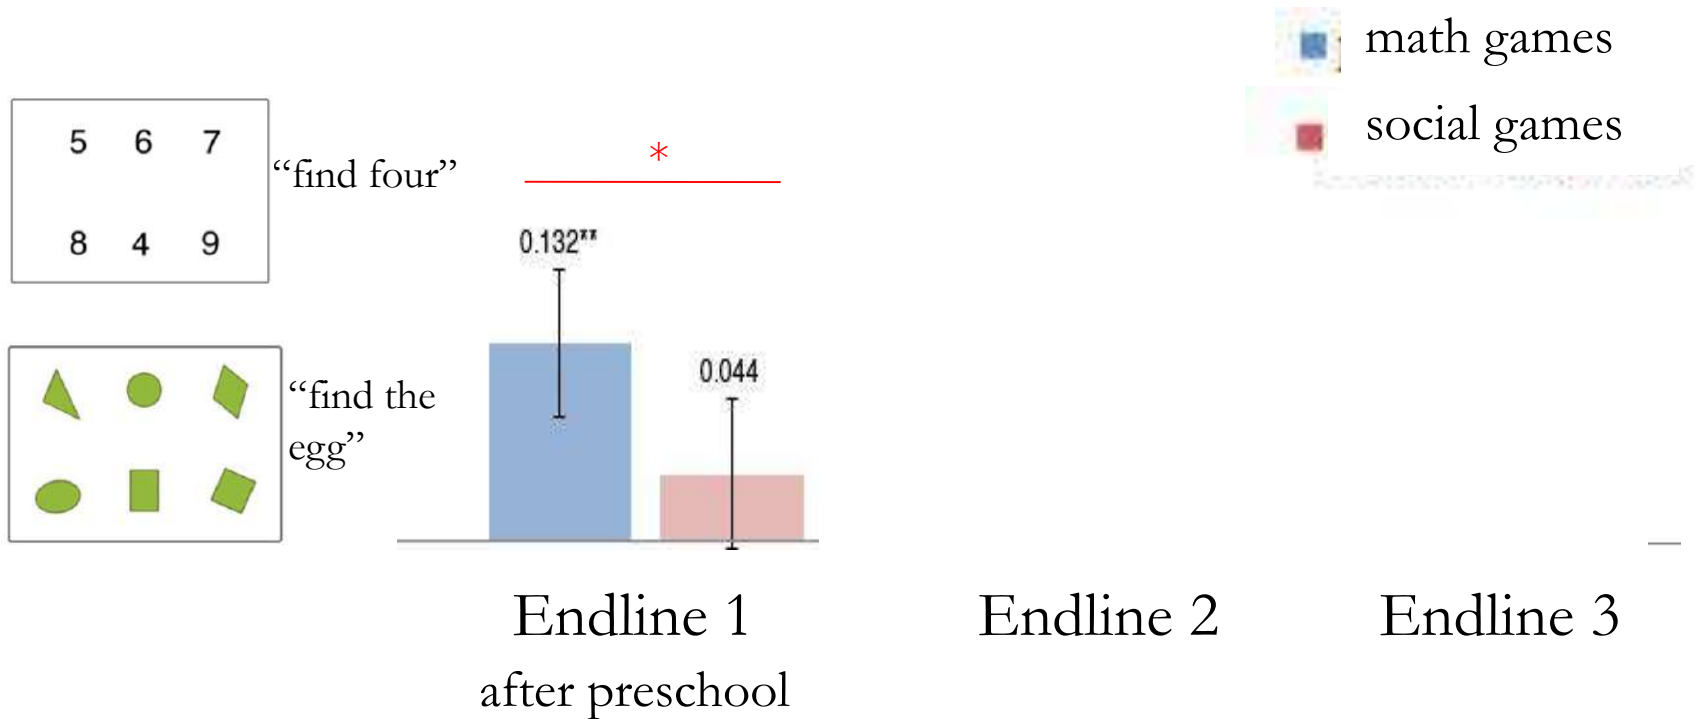 math games
social games
5 6 7
8 4 9
“find four”
*
0.132**
0.044
“find the
egg”
Endline 1
after preschool
Endline 2
Endline 3